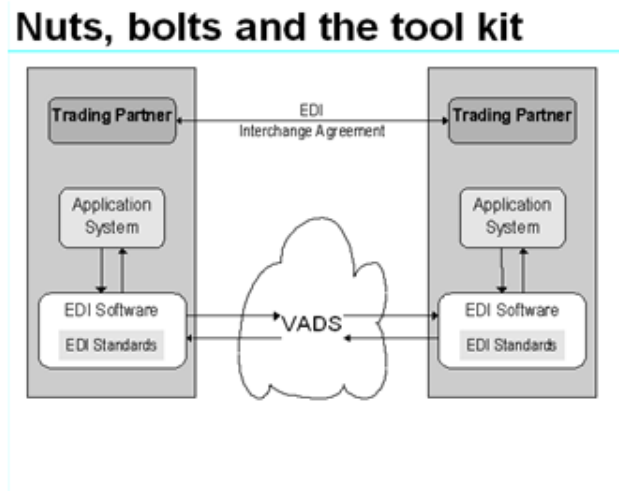 Nuts, bolts and the tool kit
Trading Partner
EDI
Interchange Agreement
Trading Partner
Application
System
Application
System
EDI Software
EDI Standards
VADS
EDI Software
EDI Standards